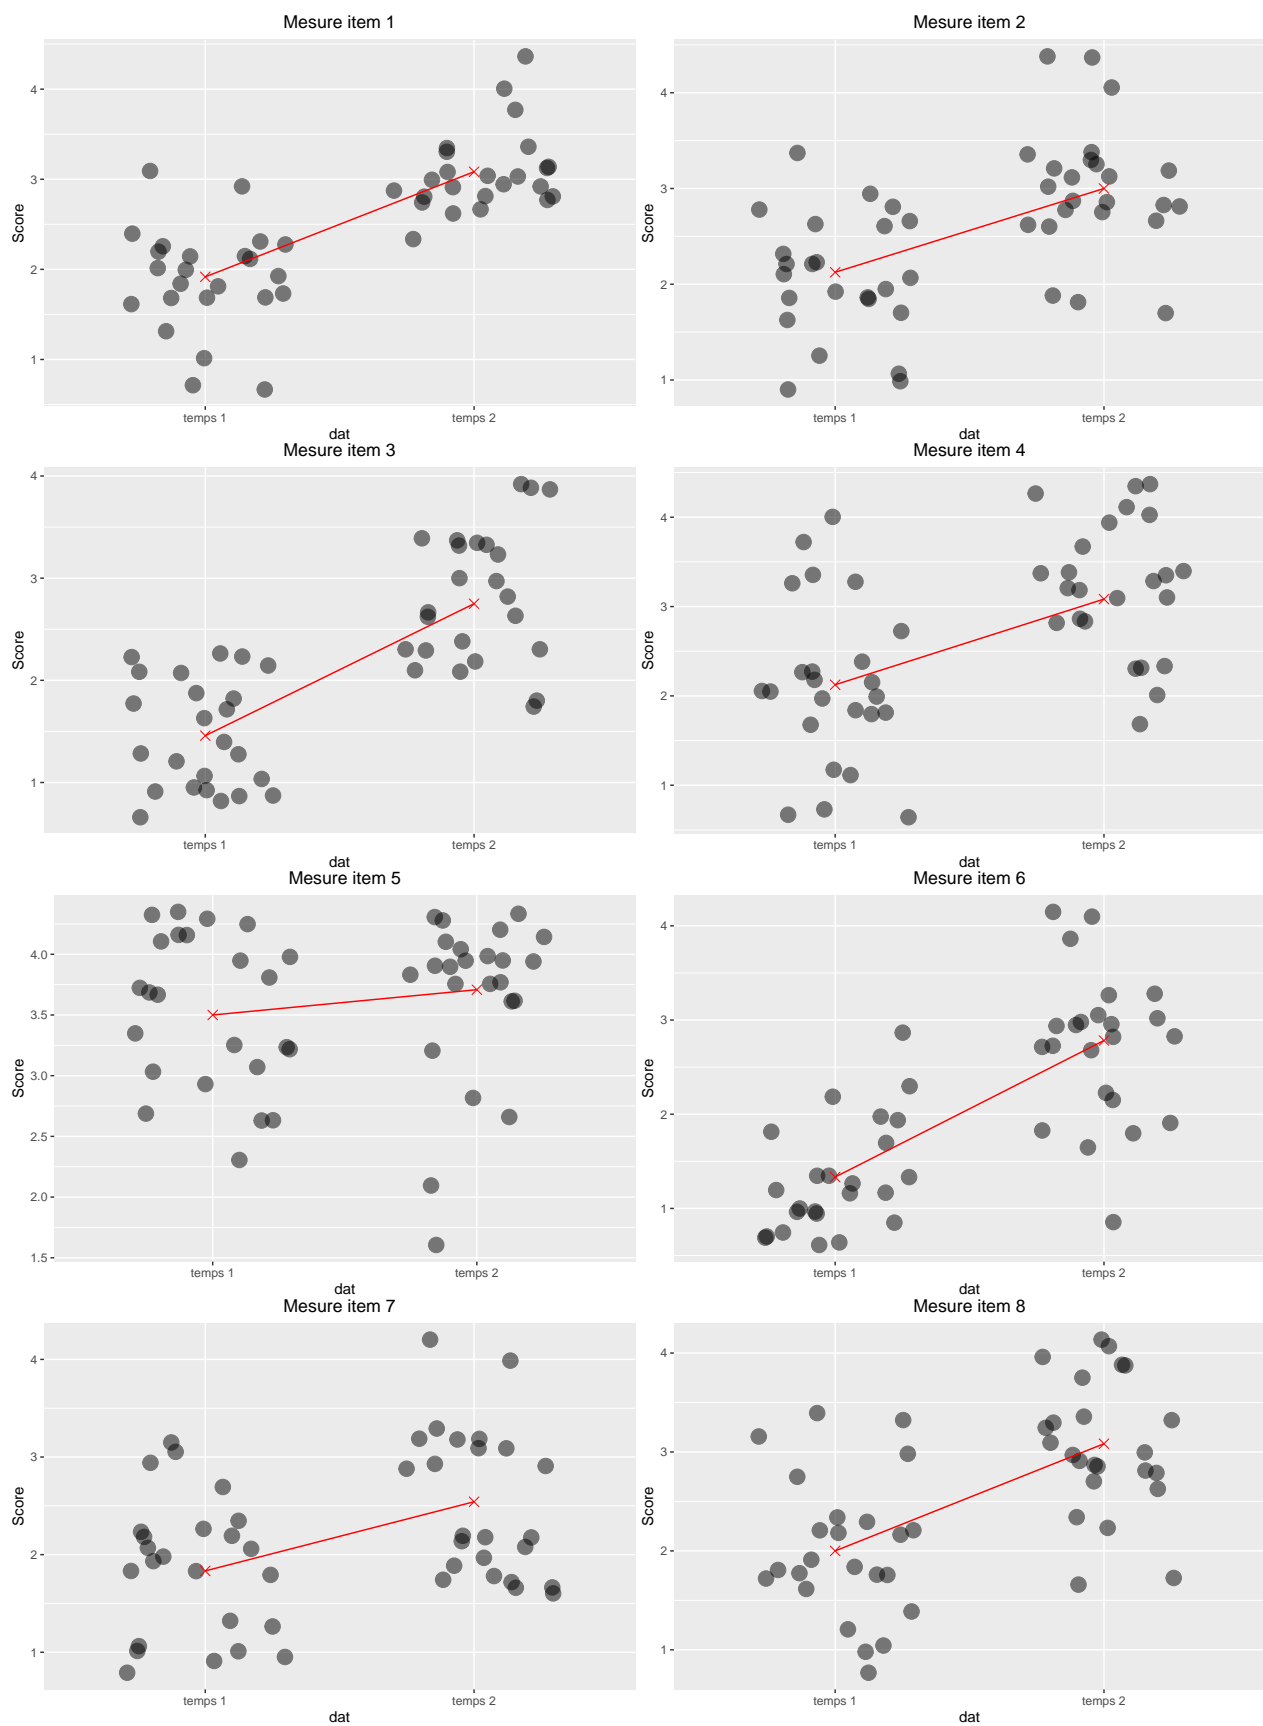 Mesure item 1
4
3
2
1
Score
temps 1 temps 2
dat
Mesure item 2
4
3
2
1
Score
temps 1 temps 2
dat
Mesure item 3
4
3
2
1
Score
temps 1 temps 2
dat
Mesure item 4
4
3
2
1
Score
temps 1 temps 2
dat
Mesure item 5
4.0
3.5
3.0
2.5
2.0
1.5
Score
temps 1 temps 2
dat
Mesure item 6
4
3
2
1
Score
temps 1 temps 2
dat
Mesure item 7
4
3
2
1
Score
temps 1 temps 2
dat
Mesure item 8
4
3
2
1
Score
temps 1 temps 2
dat